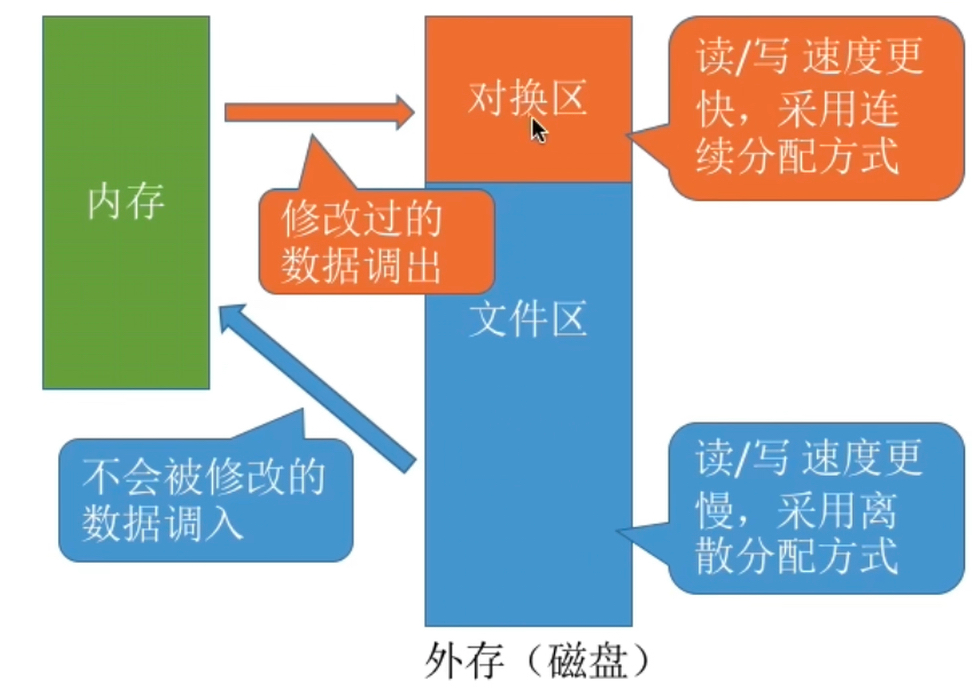 内存
对换区
读/写 速度更
快，采用连
续分配方式
修改过的
数据调出
文件区
不会被修改的
数据调入
读/写 速度更
慢，采用离
散分配方式
外存（磁盘）